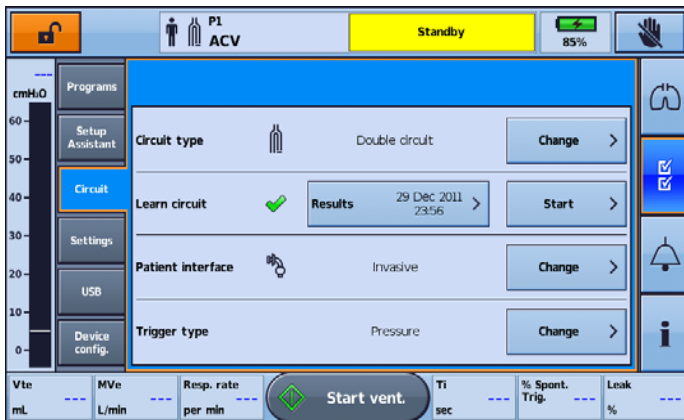 P1
ACV
Standby
85%
---
cmH2O
60
50
40
30
20
10
0
Programs
Setup
Assistant
Circuit
Settings
USB
Device
config.
Circuit type
Double circuit
Change >
Learn circuit
Results
29 Dec 2011
23:56
>
Start >
Patient interface
Invasive
Change >
Trigger type
Pressure
Change >
Vte
---
mL
MVe
---
L/min
Resp. rate
---
per min
Start vent.
Ti
---
sec
% Spont.
Trig. ---
Leak
---
%